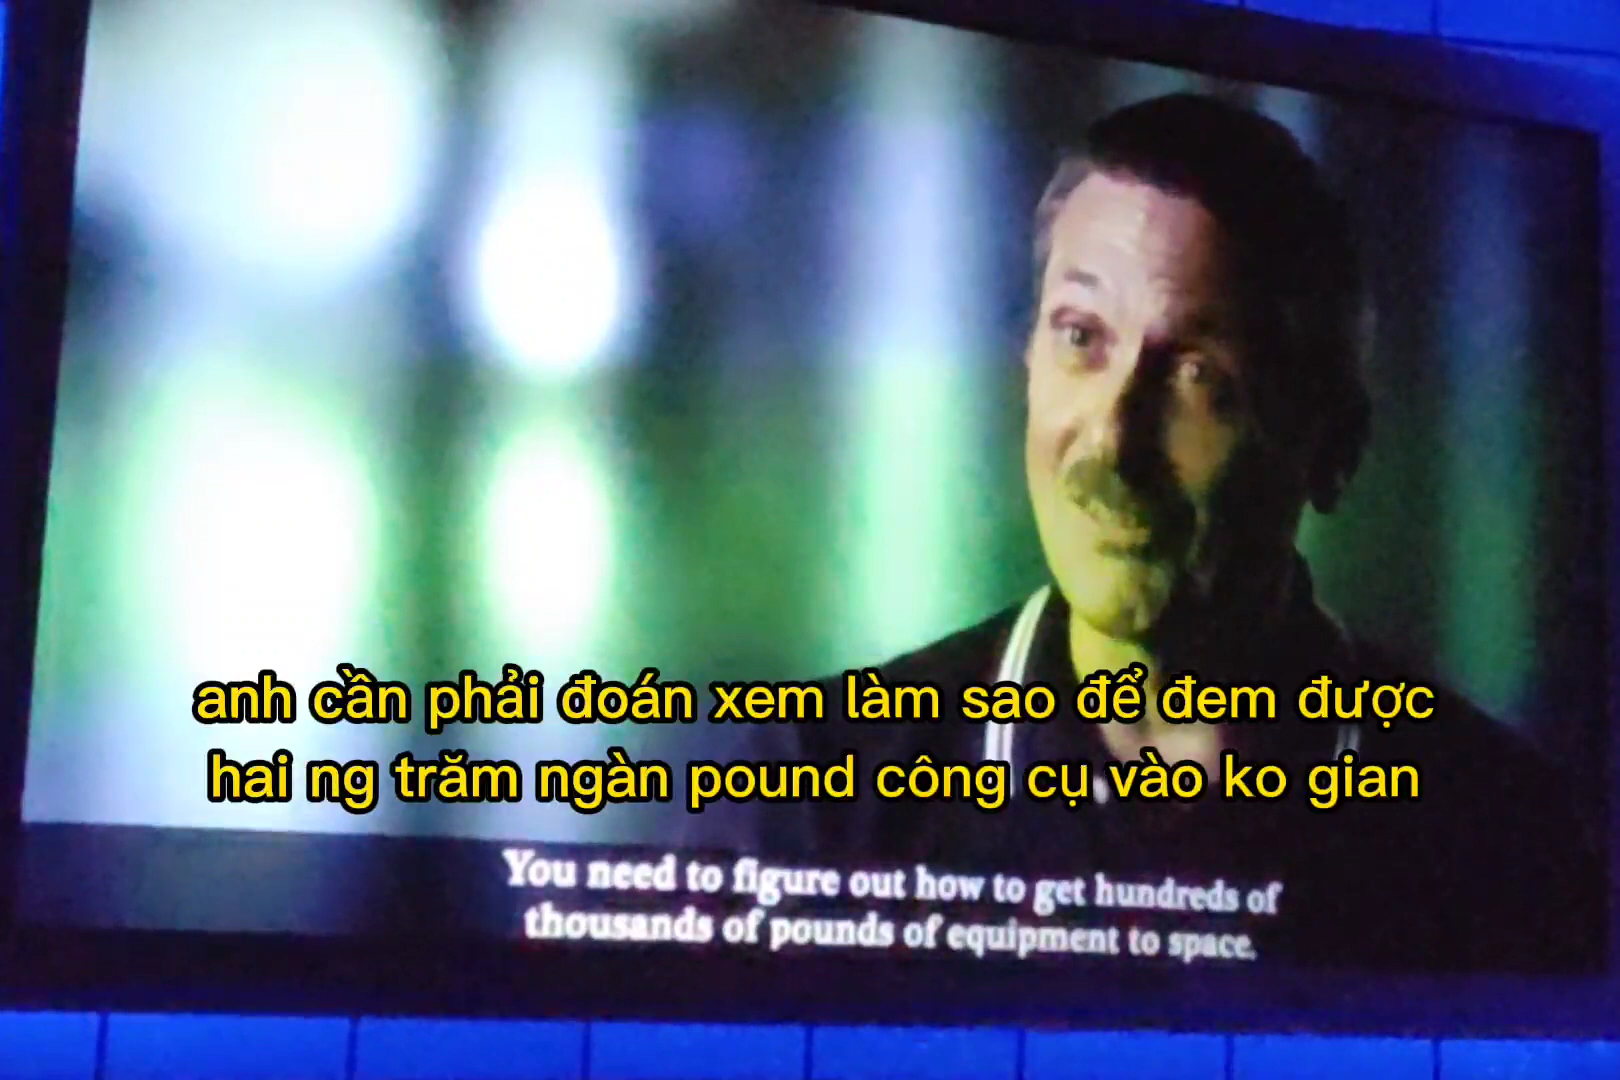 anh cần phải đoán xem làm sao để đem được
hai ng trăm ngàn pound công cụ vào ko gian
You need to figure out how to get hundreds of
thousands of pounds of equipment to space.